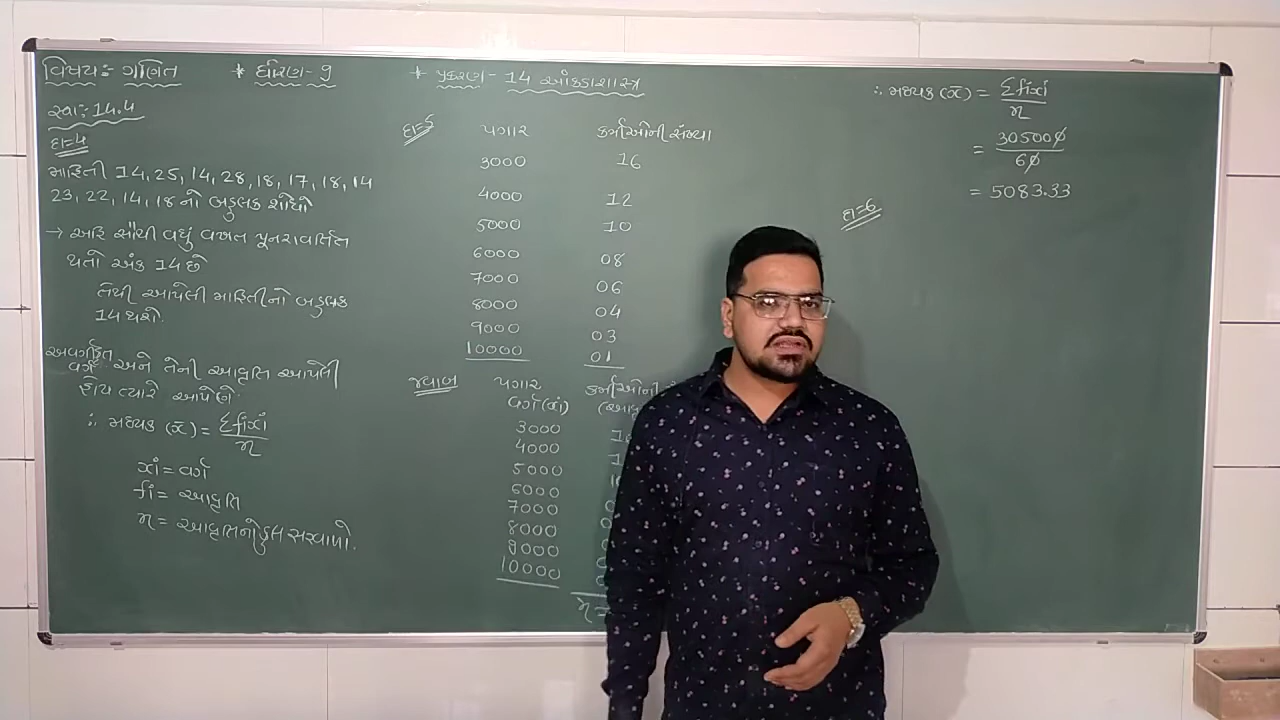 વિષય:- ગણિત * ધોરણ- 9 * પ્રકરણ- 14 આંકડાશાસ્ત્ર
સ્વા:- 14.4
દા=4
માહિતી 14, 25, 14, 28, 18, 17, 18, 14
23, 22, 14, 18 નો બહુલક શોધો
→ અહિ સૌથી વધું વખત પૂનરાવર્તિત
થતો અંક 14 છે
તેથી આપેલી માહિતીનો બહુલક
14 થશે.
અવર્ગીકૃત
વર્ગ અને તેની આવૃત્તિ આપેલી
હોય ત્યારે
∴ મધ્યક (x̄) = Σfixi
n
xi = વર્ગ
fi = આવૃત્તિ
n = આવૃત્તિનો કુલ સરવાળો.
દા=5
પગાર કર્મીઓની સંખ્યા
3000 16
4000 12
5000 10
6000 08
7000 06
8000 04
9000 03
10000 01
જવાબ
પગાર કર્મીઓની
વર્ગ (xi)
3000
4000
5000
6000
7000
8000
9000
10000
n =
∴ મધ્યક (x̄) = Σfixi
n
= 305000
60
= 5083.33
દા=6